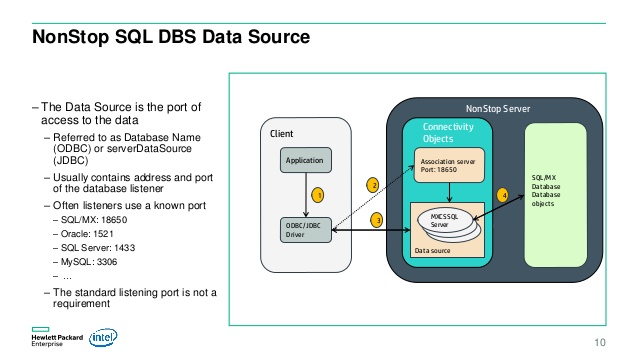 NonStop SQL DBS Data Source
– The Data Source is the port of
access to the data
– Referred to as Database Name
(ODBC) or serverDataSource
(JDBC)
– Usually contains address and port
of the database listener
– Often listeners use a known port
– SQL/MX: 18650
– Oracle: 1521
– SQL Server: 1433
– MySQL: 3306
– …
– The standard listening port is not a
requirement
Client
Application
1
ODBC/JDBC
Driver
2
3
NonStop Server
Connectivity
Objects
Association server
Port: 18650
MXCS SQL
Server
Data source
4
SQL/MX
Database
Database
objects
Hewlett Packard
Enterprise
intel
10